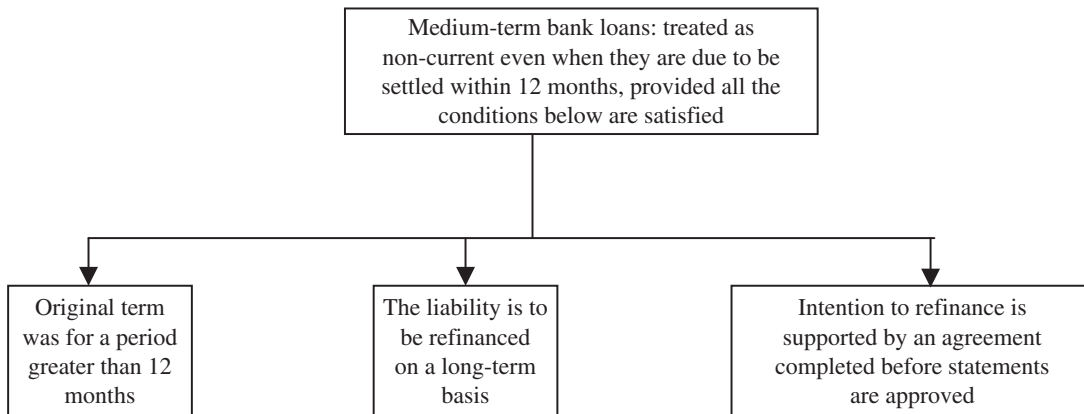 Medium-term bank loans: treated as
non-current even when they are due to be
settled within 12 months, provided all the
conditions below are satisfied
Original term
was for a period
greater than 12
months
The liability is to
be refinanced
on a long-term
basis
Intention to refinance is
supported by an agreement
completed before statements
are approved